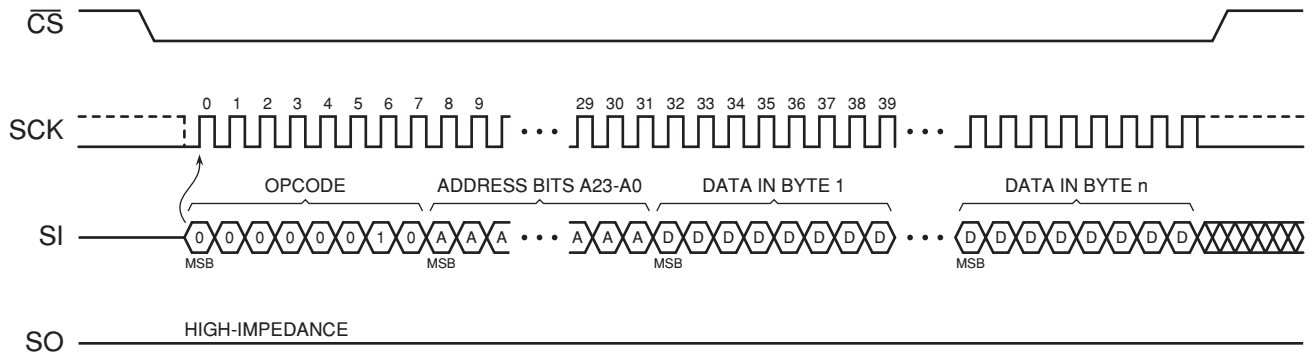 CS
SCK
0 1 2 3 4 5 6 7 8 9 29 30 31 32 33 34 35 36 37 38 39
OPCODE ADDRESS BITS A23-A0 DATA IN BYTE 1 DATA IN BYTE n
SI
0 0 0 0 0 0 1 0 A A A A A A D D D D D D D D D D D D D D D D
MSB MSB MSB MSB
HIGH-IMPEDANCE
SO